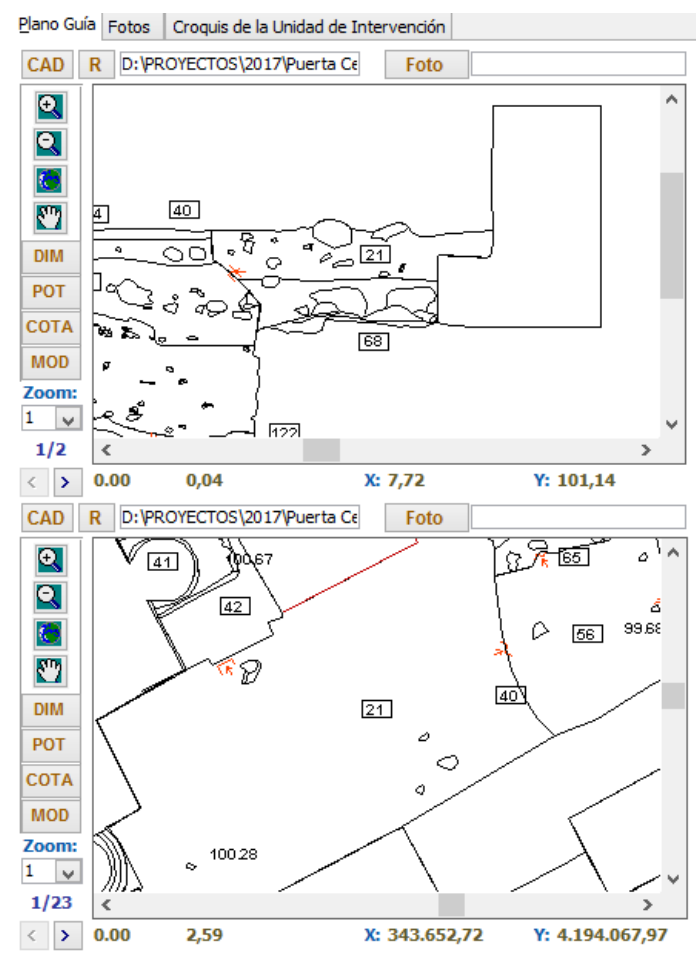 Plano Guía Fotos Croquis de la Unidad de Intervención
CAD R D:\PROYECTOS\2017\Puerta Ce Foto
4 40
DIM
21
POT
COTA
68
MOD
Zoom:
1
122
1/2
< > 0.00 0,04 X: 7,72 Y: 101,14
CAD R D:\PROYECTOS\2017\Puerta Ce Foto
41 100.67 65
42
56 99.68
DIM
40
21
POT
COTA
MOD
Zoom:
100.28
1
1/23
< > 0.00 2,59 X: 343.652,72 Y: 4.194.067,97